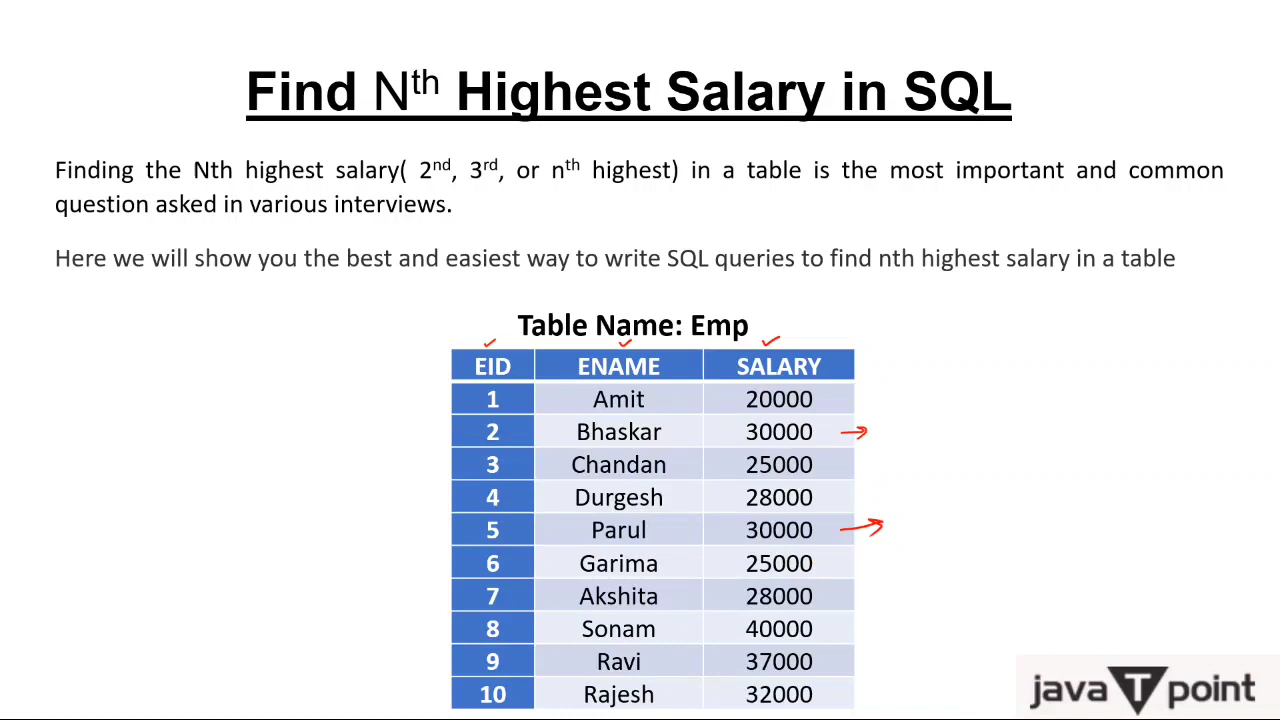 Find Nth Highest Salary in SQL
Finding the Nth highest salary( 2nd, 3rd, or nth highest) in a table is the most important and common
question asked in various interviews.
Here we will show you the best and easiest way to write SQL queries to find nth highest salary in a table
Table Name: Emp
EID ENAME SALARY
1 Amit 20000
2 Bhaskar 30000
3 Chandan 25000
4 Durgesh 28000
5 Parul 30000
6 Garima 25000
7 Akshita 28000
8 Sonam 40000
9 Ravi 37000
10 Rajesh 32000
java T point